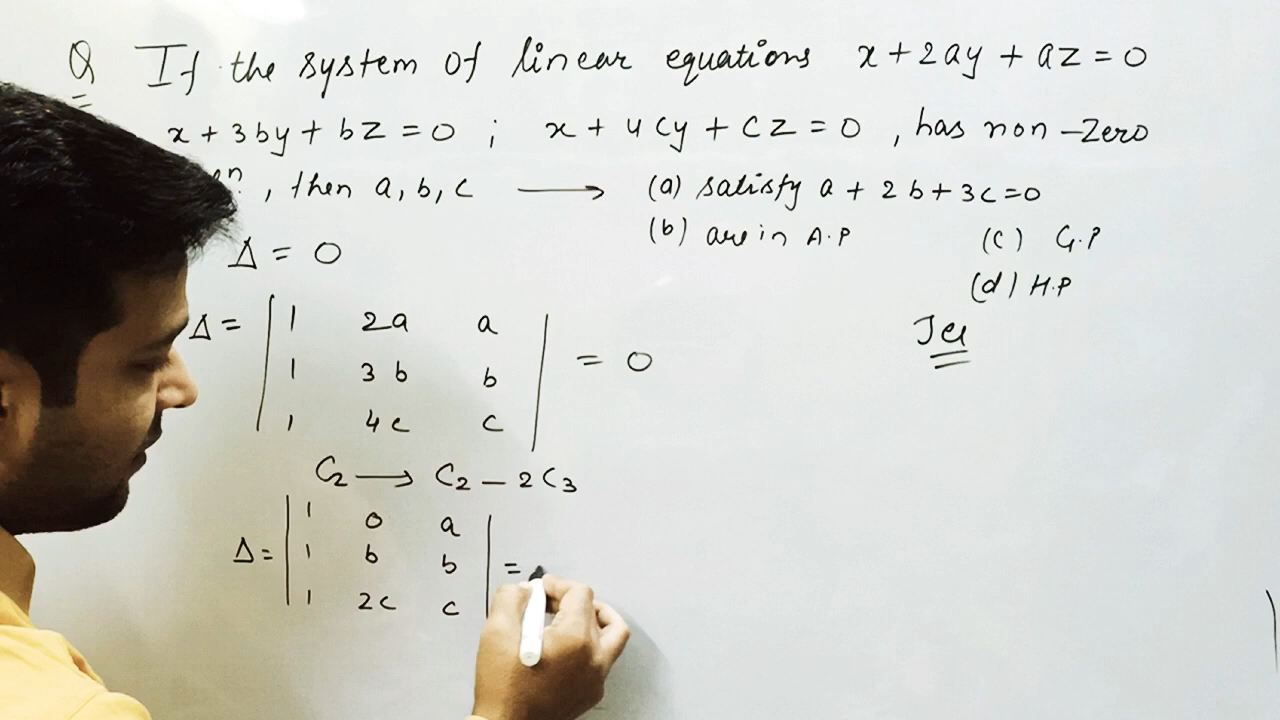 Q If the system of linear equations x + 2ay + az = 0
x + 3by + bz = 0 ; x + 4cy + cz = 0 , has non-Zero
, then a, b, c ⟶ (a) satisfy a + 2b + 3c = 0
(b) are in A.P (c) G.P
(d) H.P
Δ = 0
Jee
Δ = | 1 2a a |
| 1 3b b | = 0
| 1 4c c |
C2 ⟶ C2 – 2C3
Δ = | 1 0 a |
| 1 b b | =
| 1 2c c |